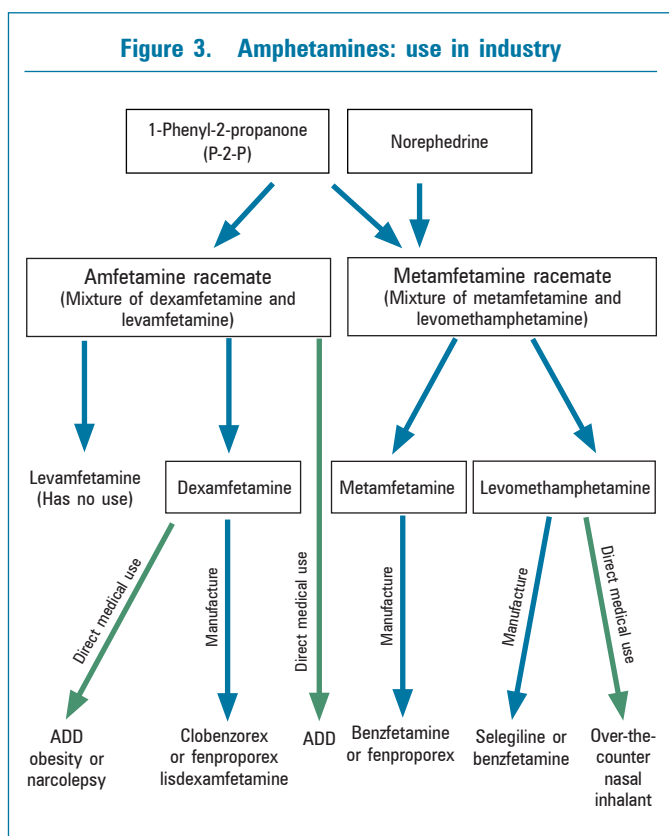 Figure 3. Amphetamines: use in industry
1-Phenyl-2-propanone
(P-2-P)
Norephedrine
Amfetamine racemate
(Mixture of dexamfetamine and
levamfetamine)
Metamfetamine racemate
(Mixture of metamfetamine and
levomethamphetamine)
Levamfetamine
(Has no use)
Dexamfetamine
Metamfetamine
Levomethamphetamine
Direct medical use
Manufacture
Direct medical use
Manufacture
Manufacture
Direct medical use
ADD
obesity or
narcolepsy
Clobenzorex
or fenproporex
lisdexamfetamine
ADD
Benzfetamine
or fenproporex
Selegiline or
benzfetamine
Over-the-
counter
nasal
inhalant